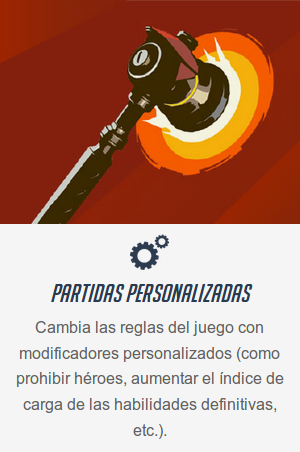 PARTIDAS PERSONALIZADAS
Cambia las reglas del juego con
modificadores personalizados (como
prohibir héroes, aumentar el índice de
carga de las habilidades definitivas,
etc.).